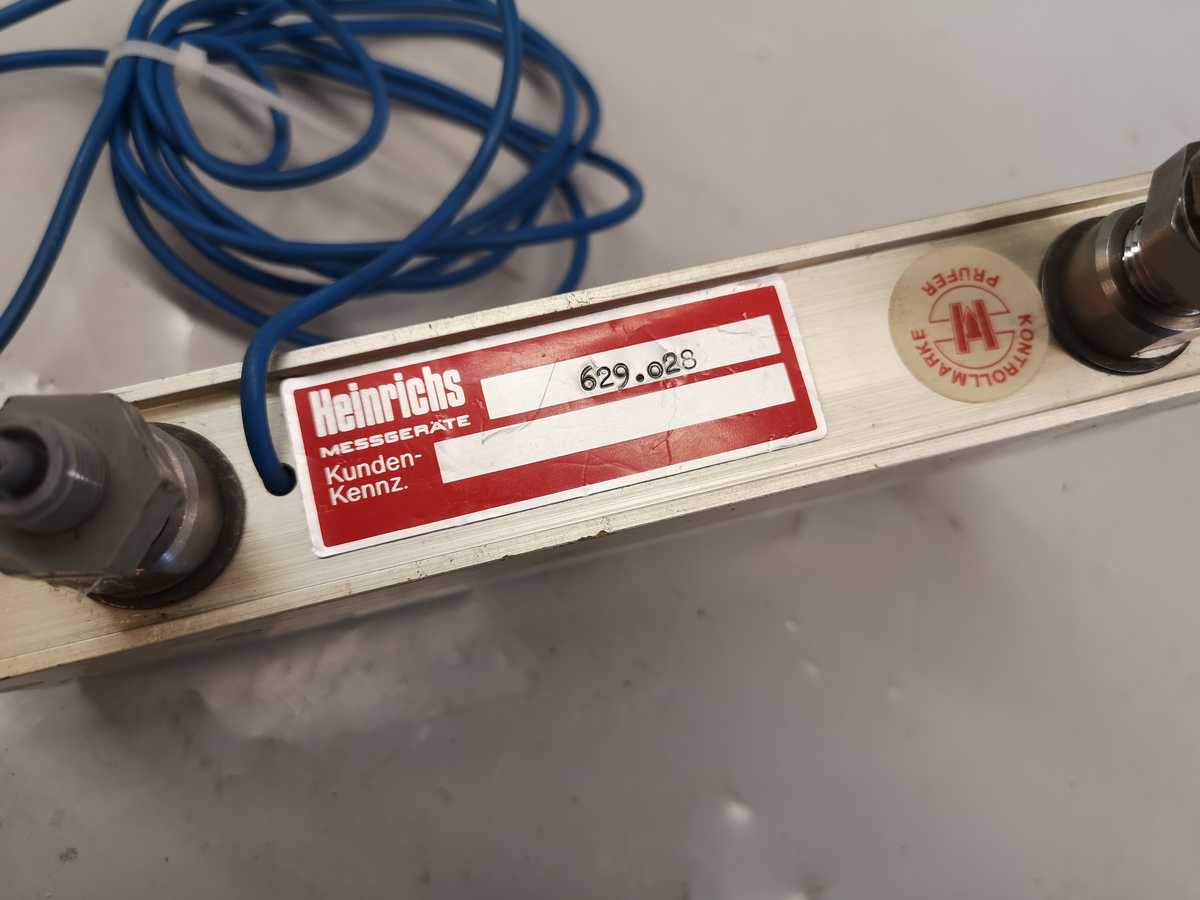 Heinrichs
MESSGERÄTE
629.028
Kunden-
Kennz.
PRÜFER
KONTROLLMARKE